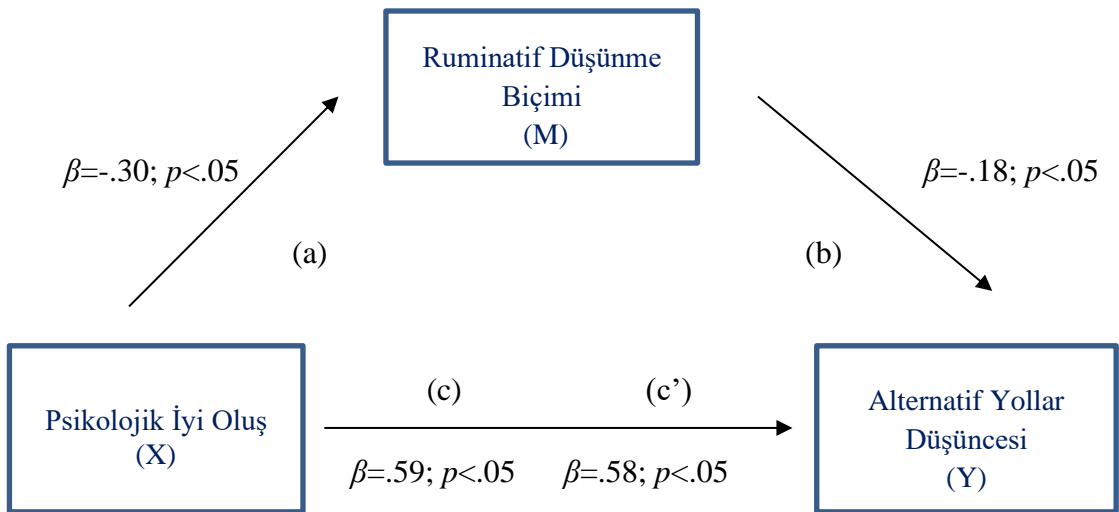 Ruminatif Düşünme
Biçimi
(M)
β=-.30; p<.05
β=-.18; p<.05
(a)
(b)
Psikolojik İyi Oluş
(X)
(c)
(c’)
β=.59; p<.05
β=.58; p<.05
Alternatif Yollar
Düşüncesi
(Y)